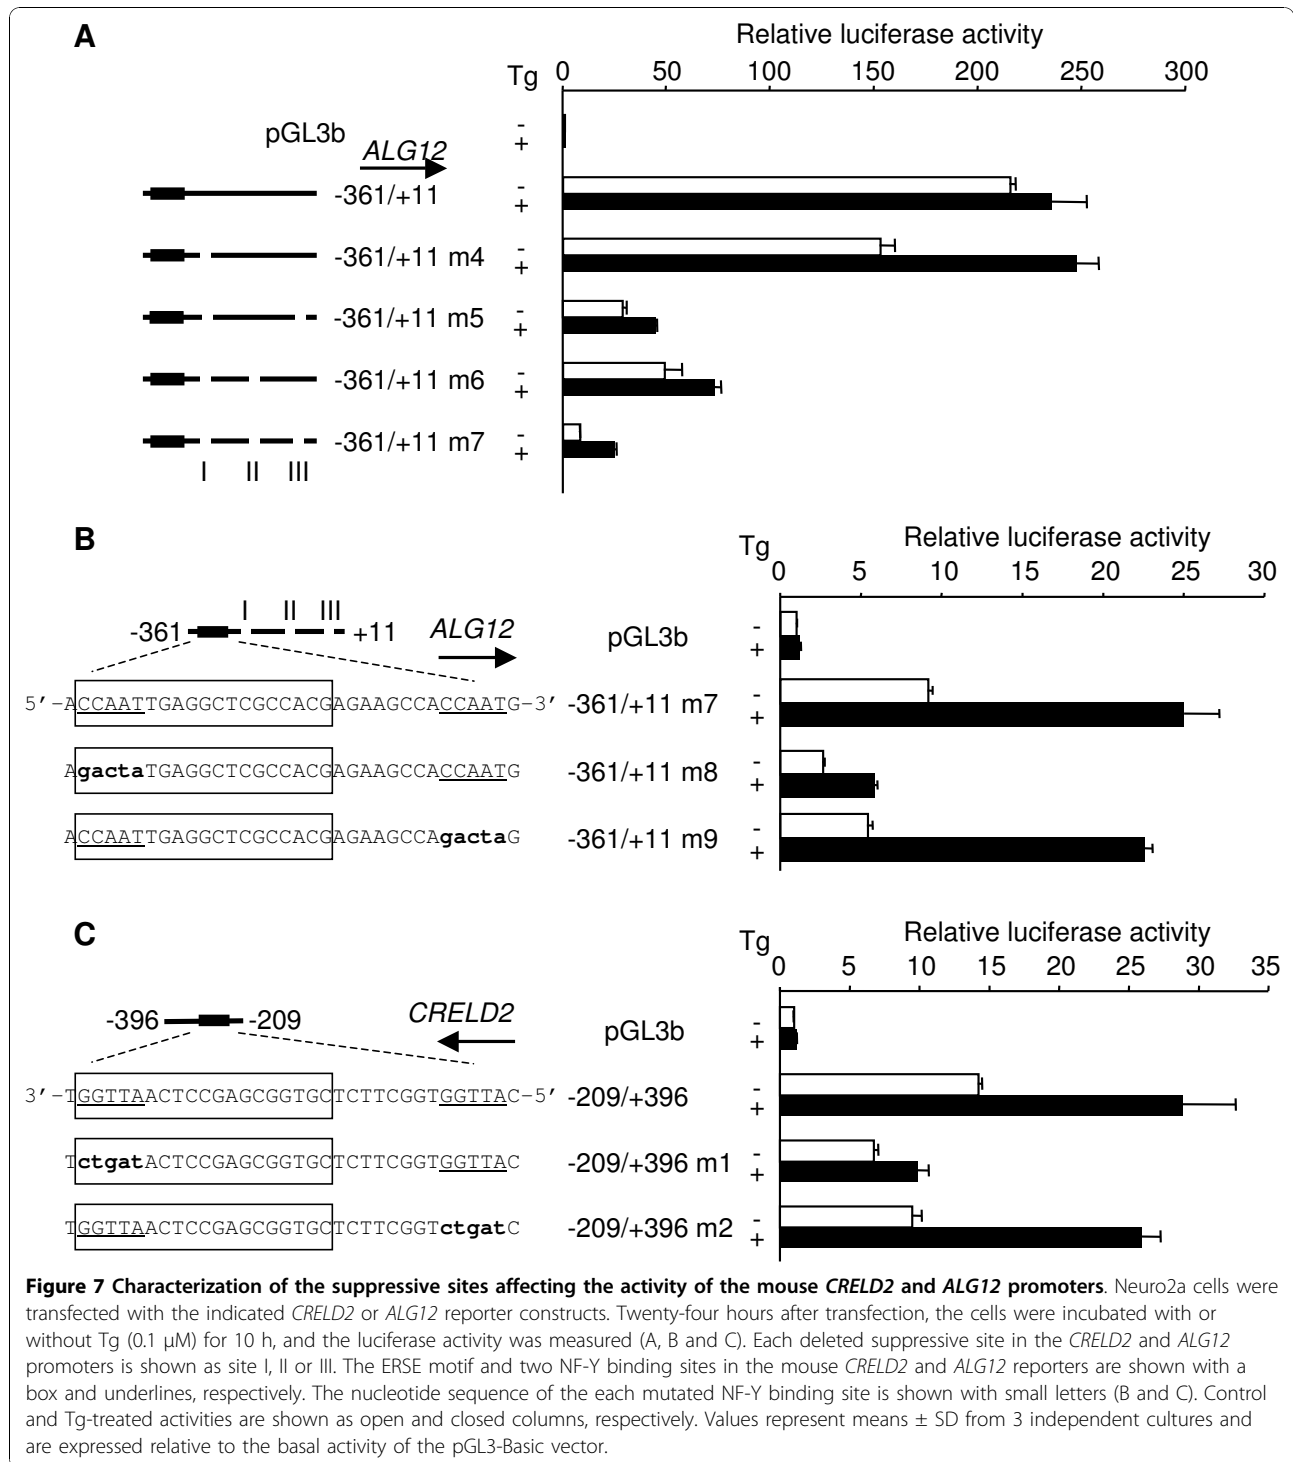 A
Relative luciferase activity
Tg 0 50 100 150 200 250 300
pGL3b - +
ALG12
-361/+11 - +
-361/+11 m4 - +
-361/+11 m5 - +
-361/+11 m6 - +
-361/+11 m7 - +
I II III
B
Relative luciferase activity
Tg 0 5 10 15 20 25 30
I II III
-361 +11 ALG12
pGL3b - +
5’-ACCAATTGAGGCTCGCCACGAGAAGCCACCAATG-3’ -361/+11 m7 - +
AgactaTGAGGCTCGCCACGAGAAGCCACCAATG -361/+11 m8 - +
ACCAATTGAGGCTCGCCACGAGAAGCCAgactaG -361/+11 m9 - +
C
Relative luciferase activity
Tg 0 5 10 15 20 25 30 35
-396 -209 CRELD2
pGL3b - +
3’-TGGTTAACTCCGAGCGGTGCTCTTCGGTGGTTAC-5’ -209/+396 - +
TctgatACTCCGAGCGGTGCTCTTCGGTGGTTAC -209/+396 m1 - +
TGGTTAACTCCGAGCGGTGCTCTTCGGTctgatC -209/+396 m2 - +
Figure 7 Characterization of the suppressive sites affecting the activity of the mouse CRELD2 and ALG12 promoters. Neuro2a cells were
transfected with the indicated CRELD2 or ALG12 reporter constructs. Twenty-four hours after transfection, the cells were incubated with or
without Tg (0.1 μM) for 10 h, and the luciferase activity was measured (A, B and C). Each deleted suppressive site in the CRELD2 and ALG12
promoters is shown as site I, II or III. The ERSE motif and two NF-Y binding sites in the mouse CRELD2 and ALG12 reporters are shown with a
box and underlines, respectively. The nucleotide sequence of the each mutated NF-Y binding site is shown with small letters (B and C). Control
and Tg-treated activities are shown as open and closed columns, respectively. Values represent means ± SD from 3 independent cultures and
are expressed relative to the basal activity of the pGL3-Basic vector.